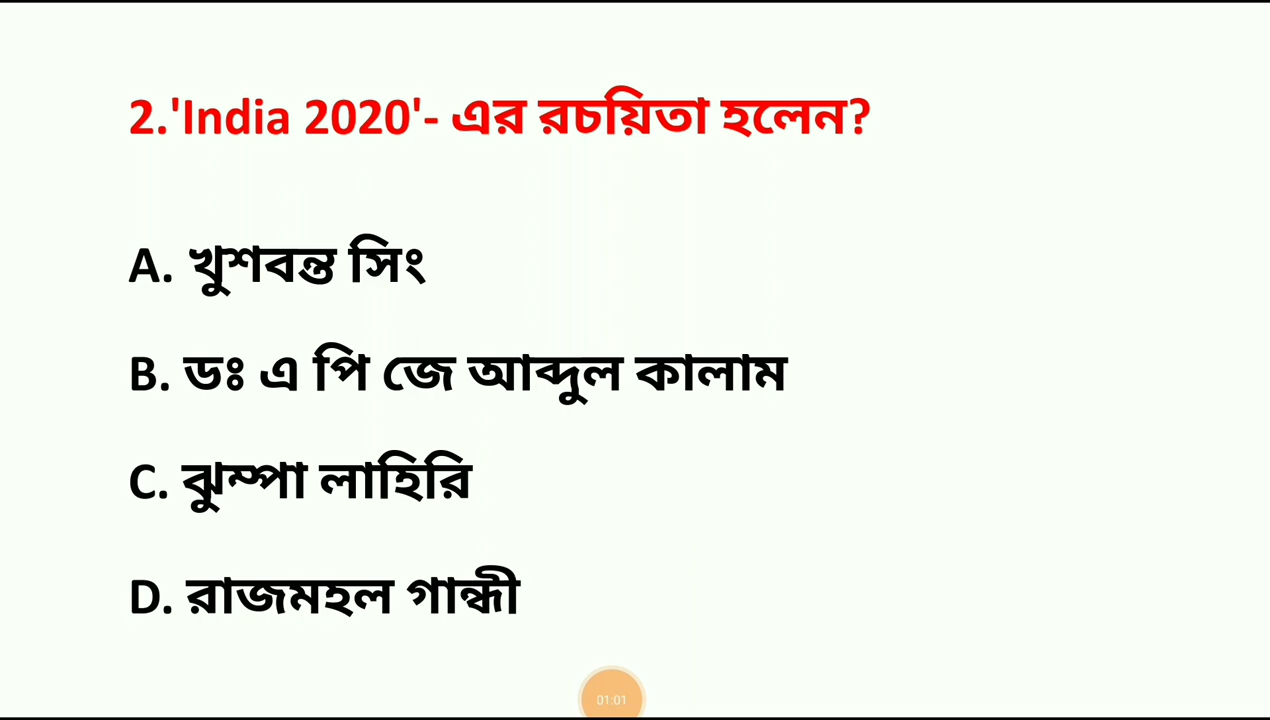 2.'India 2020'- এর রচয়িতা হলেন?
A. খুশবন্ত সিং
B. ডঃ এ পি জে আব্দুল কালাম
C. ঝুম্পা লাহিরি
D. রাজমহল গান্ধী
01:01